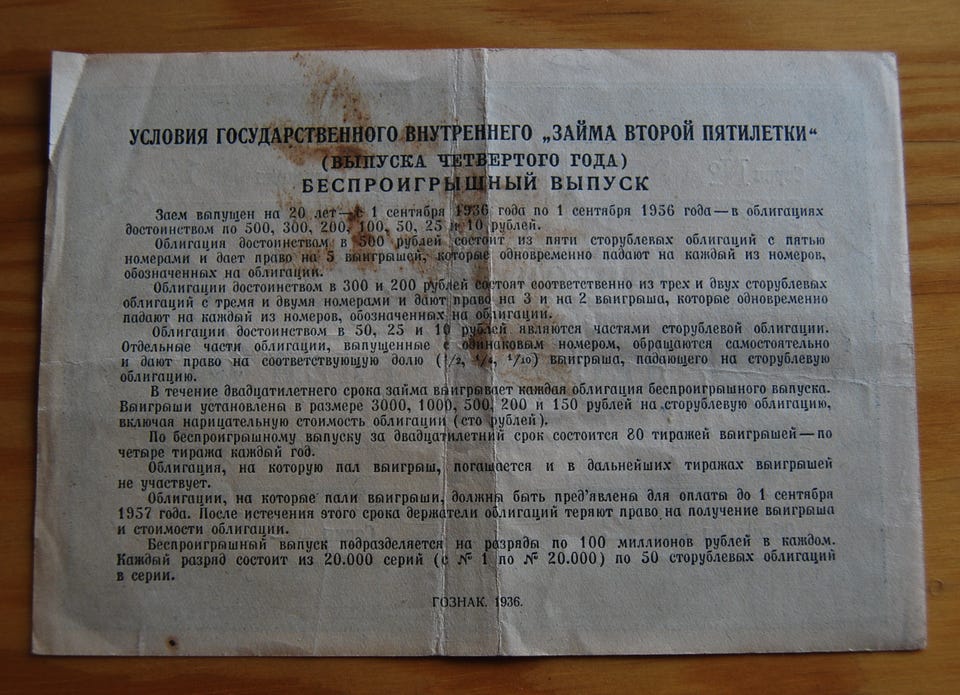 УСЛОВИЯ ГОСУДАРСТВЕННОГО ВНУТРЕННЕГО „ЗАЙМА ВТОРОЙ ПЯТИЛЕТКИ“
(ВЫПУСКА ЧЕТВЕРТОГО ГОДА)
БЕСПРОИГРЫШНЫЙ ВЫПУСК
Заем выпущен на 20 лет—с 1 сентября 1936 года по 1 сентября 1956 года—в облигациях
достоинством по 500, 300, 200, 100, 50, 25 и 10 рублей.
Облигация достоинством в 500 рублей состоит из пяти сторублевых облигаций с пятью
номерами и дает право на 5 выигрышей, которые одновременно падают на каждый из номеров,
обозначенных на облигации.
Облигации достоинством в 300 и 200 рублей состоят соответственно из трех и двух сторублевых
облигаций с тремя и двумя номерами и дают право на 3 и на 2 выигрыша, которые одновременно
падают на каждый из номеров, обозначенных на облигации.
Облигации достоинством в 50, 25 и 10 рублей являются частями сторублевой облигации.
Отдельные части облигации, выпущенные с одинаковым номером, обращаются самостоятельно
и дают право на соответствующую долю (1/2, 1/4, 1/10) выигрыша, падающего на сторублевую
облигацию.
В течение двадцатилетнего срока займа выигрывает каждая облигация беспроигрышного выпуска.
Выигрыши установлены в размере 3000, 1000, 500, 200 и 150 рублей на сторублевую облигацию,
включая нарицательную стоимость облигации (сто рублей).
По беспроигрышному выпуску за двадцатилетний срок состоится 80 тиражей выигрышей—по
четыре тиража каждый год.
Облигация, на которую пал выигрыш, погашается и в дальнейших тиражах выигрышей
не участвует.
Облигации, на которые пали выигрыши, должны быть пред'явлены для оплаты до 1 сентября
1957 года. После истечения этого срока держатели облигаций теряют право на получение выигрыша
и стоимости облигации.
Беспроигрышный выпуск подразделяется на разряды по 100 миллионов рублей в каждом.
Каждый разряд состоит из 20.000 серий (с № 1 по № 20.000) по 50 сторублевых облигаций
в серии.
ГОЗНАК. 1936.